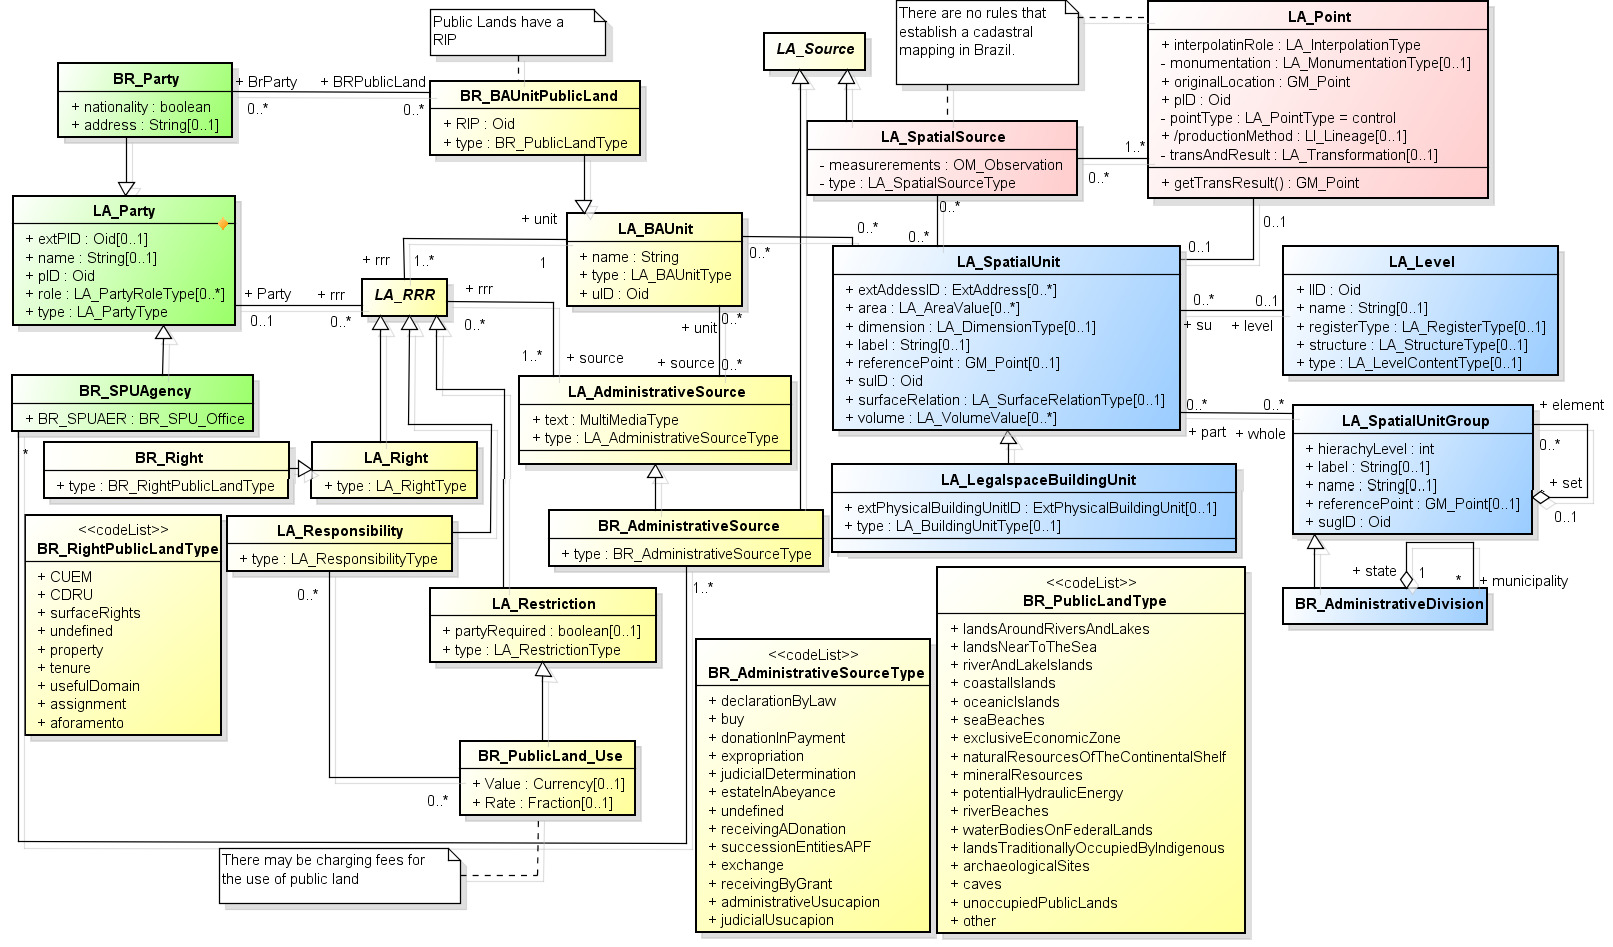 Public Lands have a
RIP
There are no rules that
establish a cadastral
mapping in Brazil.
LA_Point
+ interpolatinRole : LA_InterpolationType
- monumentation : LA_MonumentationType[0..1]
+ originalLocation : GM_Point
+ pID : Oid
- pointType : LA_PointType = control
+ /productionMethod : LI_Lineage[0..1]
- transAndResult : LA_Transformation[0..1]
+ getTransResult() : GM_Point
LA_Source
BR_Party
+ nationality : boolean
+ address : String[0..1]
+ BrParty
0..*
+ BRPublicLand
0..*
BR_BAUnitPublicLand
+ RIP : Oid
+ type : BR_PublicLandType
LA_SpatialSource
- measurerements : OM_Observation
- type : LA_SpatialSourceType
1..*
0..*
LA_Party
+ extPID : Oid[0..1]
+ name : String[0..1]
+ pID : Oid
+ role : LA_PartyRoleType[0..*]
+ type : LA_PartyType
+ unit
1
+ rrr
1..*
LA_BAUnit
+ name : String
+ type : LA_BAUnitType
+ uID : Oid
0..*
0..*
0..*
0..*
0..1
0..1
LA_SpatialUnit
+ extAddessID : ExtAddress[0..*]
+ area : LA_AreaValue[0..*]
+ dimension : LA_DimensionType[0..1]
+ label : String[0..1]
+ referencePoint : GM_Point[0..1]
+ suID : Oid
+ surfaceRelation : LA_SurfaceRelationType[0..1]
+ volume : LA_VolumeValue[0..*]
LA_Level
+ lID : Oid
+ name : String[0..1]
+ registerType : LA_RegisterType[0..1]
+ structure : LA_StructureType[0..1]
+ type : LA_LevelContentType[0..1]
0..*
0..1
+ su
+ level
+ Party
0..1
+ rrr
0..*
LA_RRR
+ rrr
0..*
1..*
+ source
+ unit
0..*
+ source
0..*
BR_SPUAgency
+ BR_SPUAER : BR_SPU_Office
*
LA_AdministrativeSource
+ text : MultiMediaType
+ type : LA_AdministrativeSourceType
0..*
0..*
+ part
+ whole
LA_SpatialUnitGroup
+ hierachyLevel : int
+ label : String[0..1]
+ name : String[0..1]
+ referencePoint : GM_Point[0..1]
+ sugID : Oid
+ element
0..*
+ set
0..1
BR_Right
+ type : BR_RightPublicLandType
LA_Right
+ type : LA_RightType
LA_LegalspaceBuildingUnit
+ extPhysicalBuildingUnitID : ExtPhysicalBuildingUnit[0..1]
+ type : LA_BuildingUnitType[0..1]
<<codeList>>
BR_RightPublicLandType
+ CUEM
+ CDRU
+ surfaceRights
+ undefined
+ property
+ tenure
+ usefulDomain
+ assignment
+ aforamento
LA_Responsibility
+ type : LA_ResponsibilityType
0..*
BR_AdministrativeSource
+ type : BR_AdministrativeSourceType
1..*
+ state
1
*
+ municipality
BR_AdministrativeDivision
LA_Restriction
+ partyRequired : boolean[0..1]
+ type : LA_RestrictionType
<<codeList>>
BR_PublicLandType
+ landsAroundRiversAndLakes
+ landsNearToTheSea
+ riverAndLakeIslands
+ coastalIslands
+ oceanicIslands
+ seaBeaches
+ exclusiveEconomicZone
+ naturalResourcesOfTheContinentalShelf
+ mineralResources
+ potentialHydraulicEnergy
+ riverBeaches
+ waterBodiesOnFederalLands
+ landsTraditionallyOccupiedByIndigenous
+ archaeologicalSites
+ caves
+ unoccupiedPublicLands
+ other
<<codeList>>
BR_AdministrativeSourceType
+ declarationByLaw
+ buy
+ donationInPayment
+ expropriation
+ judicialDetermination
+ estateInAbeyance
+ undefined
+ receivingADonation
+ successionEntitiesAPF
+ exchange
+ receivingByGrant
+ administrativeUsucapion
+ judicialUsucapion
BR_PublicLand_Use
+ Value : Currency[0..1]
+ Rate : Fraction[0..1]
0..*
There may be charging fees for
the use of public land